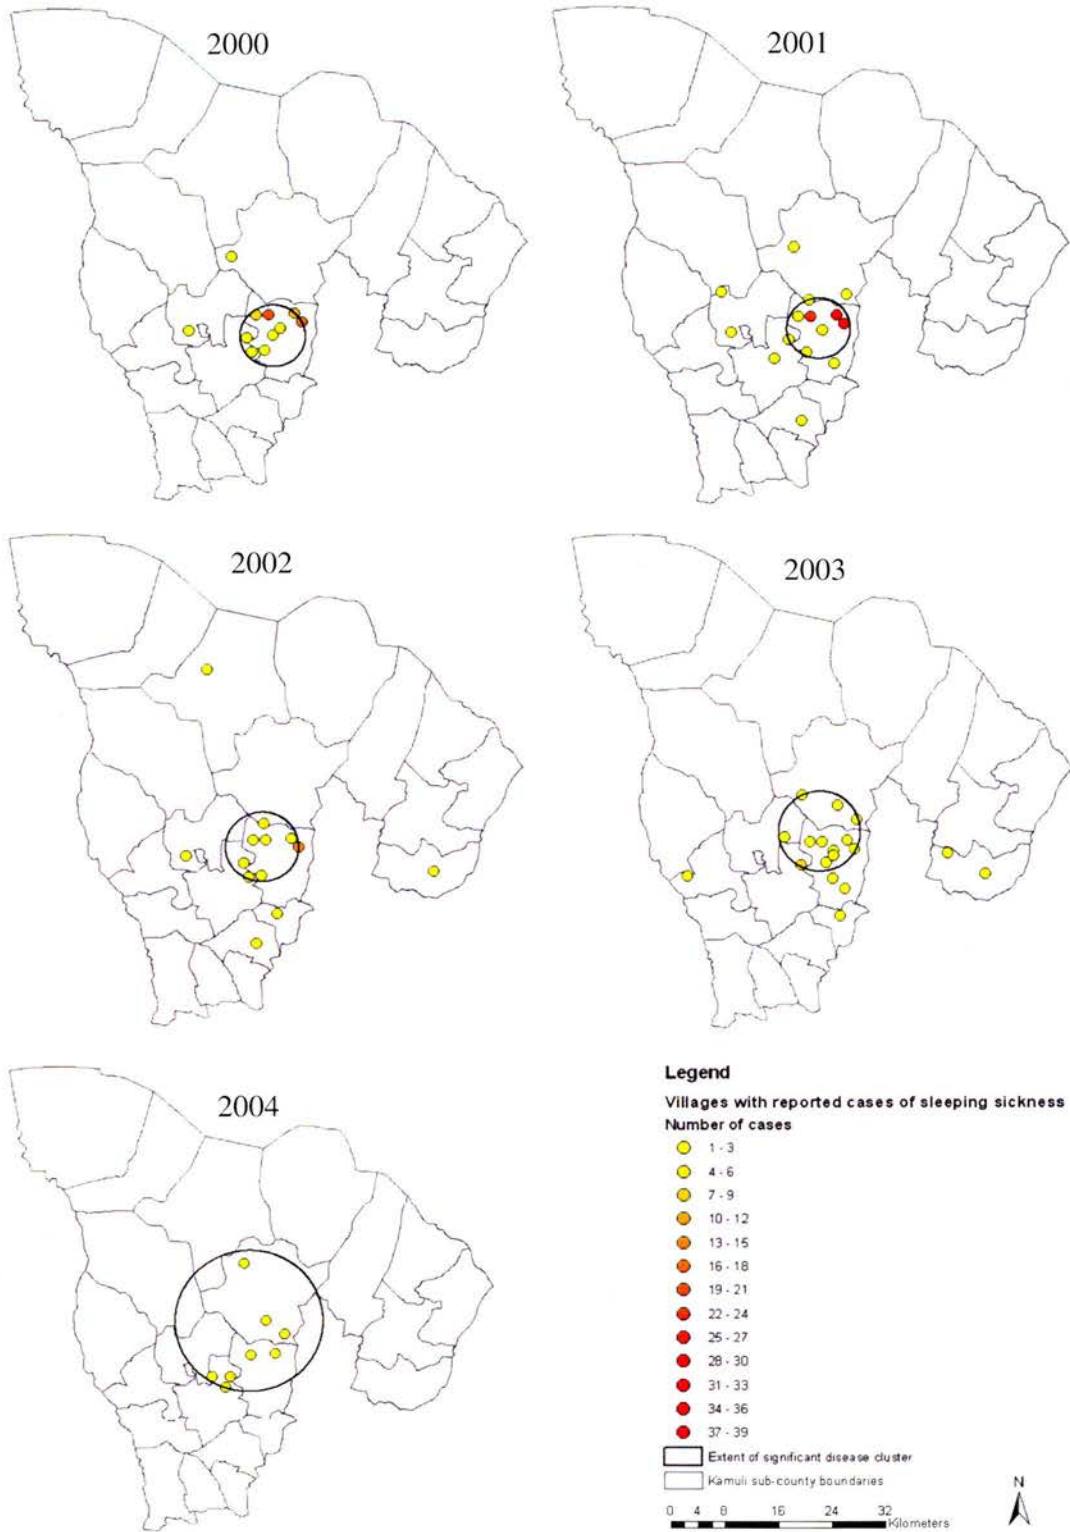 2000
2001
2002
2003
2004
Legend
Villages with reported cases of sleeping sickness
Number of cases
1 - 3
4 - 6
7 - 9
10 - 12
13 - 15
16 - 18
19 - 21
22 - 24
25 - 27
28 - 30
31 - 33
34 - 36
37 - 39
Extent of significant disease cluster
Kamuli sub-county boundaries
N
0 4 8 16 24 32
Kilometers